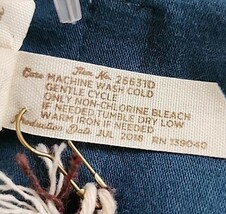 Item No. 26631D
Care MACHINE WASH COLD
GENTLE CYCLE
ONLY NON-CHLORINE BLEACH
IF NEEDED TUMBLE DRY LOW
WARM IRON IF NEEDED
Production Date JUL 2018 RN 139040